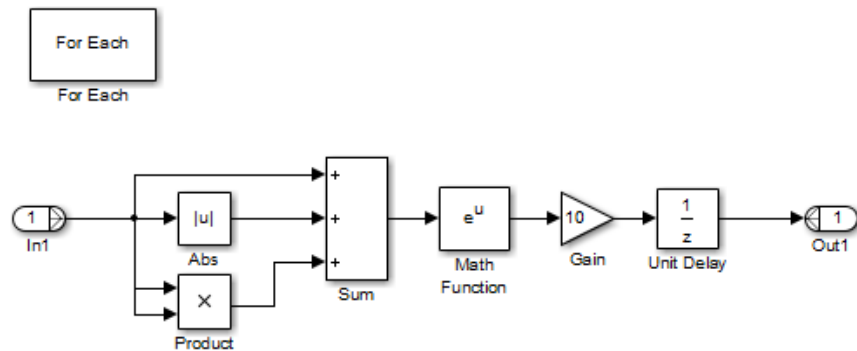 For Each
For Each
+
1
|u|
+
e^u
10
1
z
1
In1
Abs
+
Math
Function
Gain
Unit Delay
Out1
×
Sum
Product